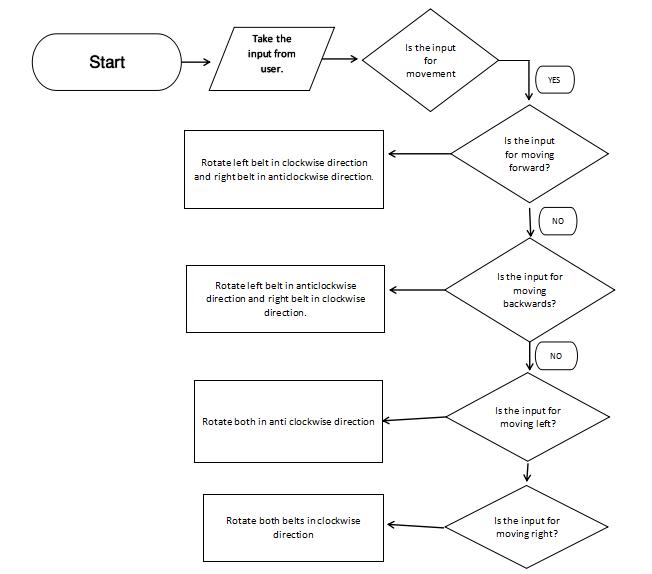 Start
Take the
input from
user.
Is the input
for
movement
YES
Is the input
for moving
forward?
Rotate left belt in clockwise direction
and right belt in anticlockwise direction.
NO
Is the input for
moving
backwards?
Rotate left belt in anticlockwise
direction and right belt in clockwise
direction.
NO
Is the input for
moving left?
Rotate both in anti clockwise direction
Is the input for
moving right?
Rotate both belts in clockwise
direction